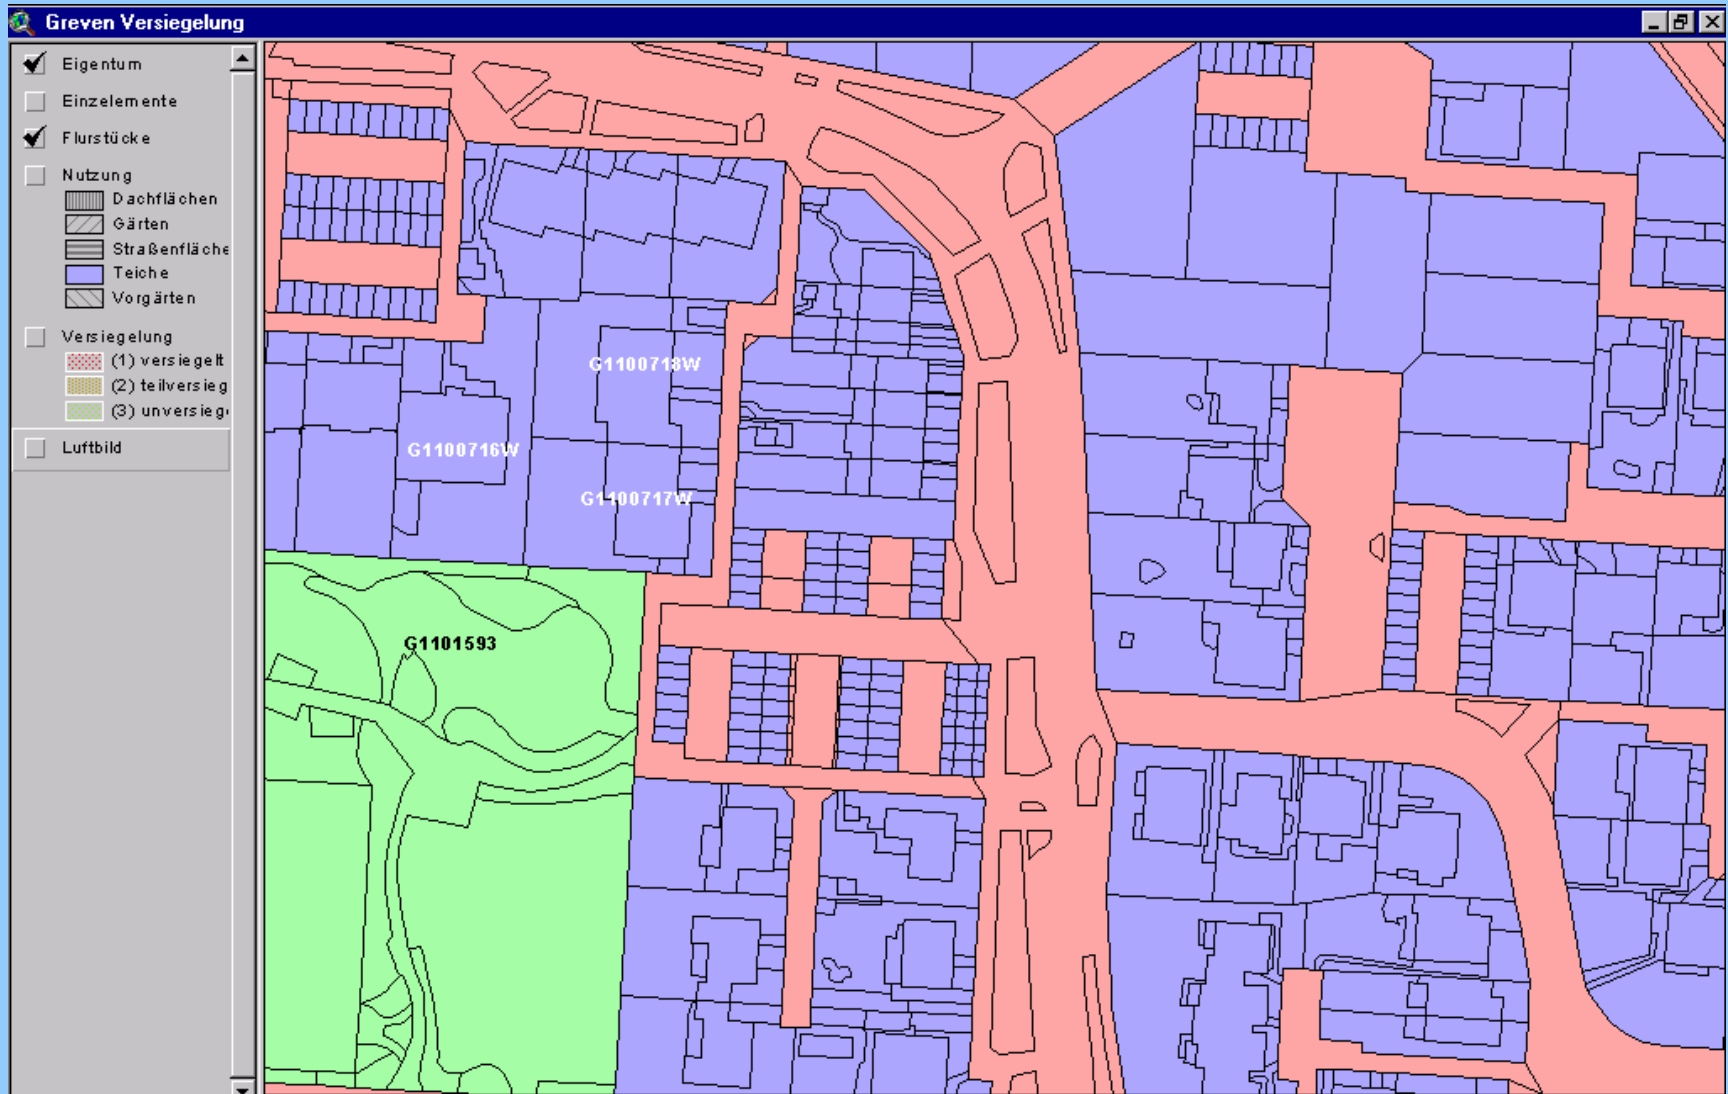 Greven Versiegelung
Eigentum
Einzelemente
Flurstücke
Nutzung
Dachflächen
Gärten
Straßenfläche
Teiche
Vorgärten
Versiegelung
(1) versiegelt
(2) teilversieg
(3) unversieg
Luftbild
G1100718W
G1100716W
G1100717W
G1101593